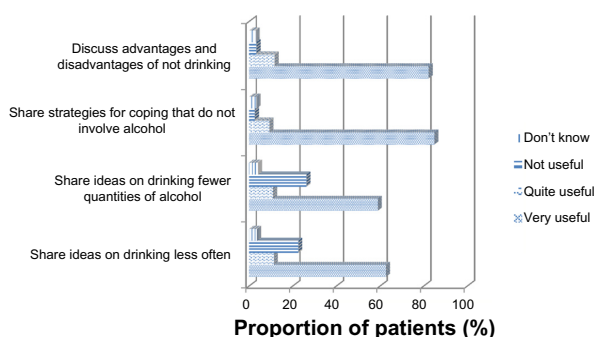 Discuss advantages and
disadvantages of not drinking
Share strategies for coping that do not
involve alcohol
Share ideas on drinking fewer
quantities of alcohol
Share ideas on drinking less often
Don't know
Not useful
Quite useful
Very useful
0 20 40 60 80 100
Proportion of patients (%)